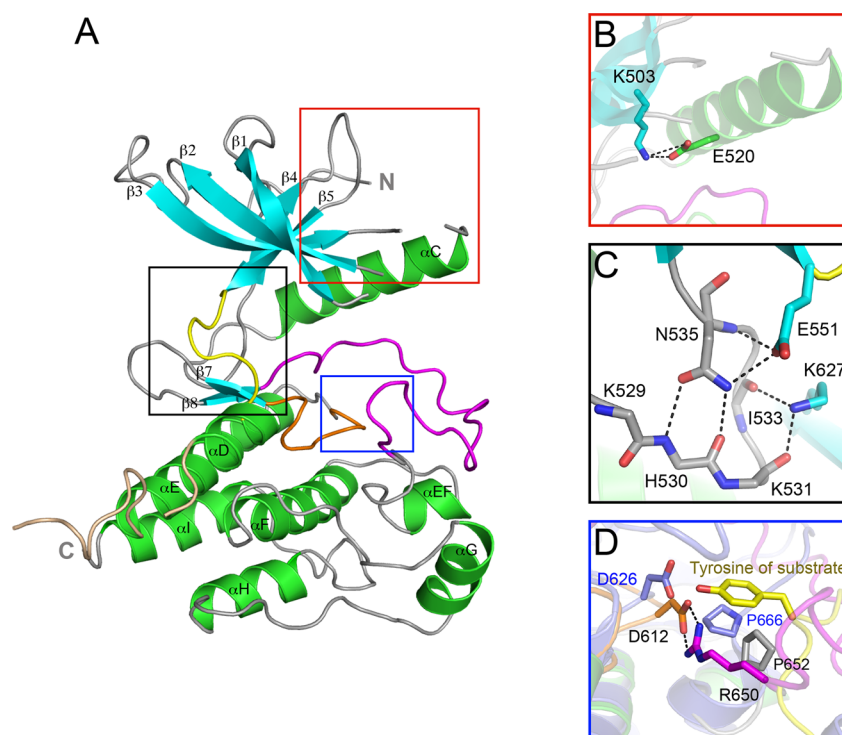 A
β1
β2
β3
β4
β5
N
αC
β7
β8
αD
αE
αI
αF
αEF
αG
αH
C
B
K503
E520
C
N535
E551
K627
K529
I533
H530
K531
D
Tyrosine of substrate
D626
P666
D612
P652
R650